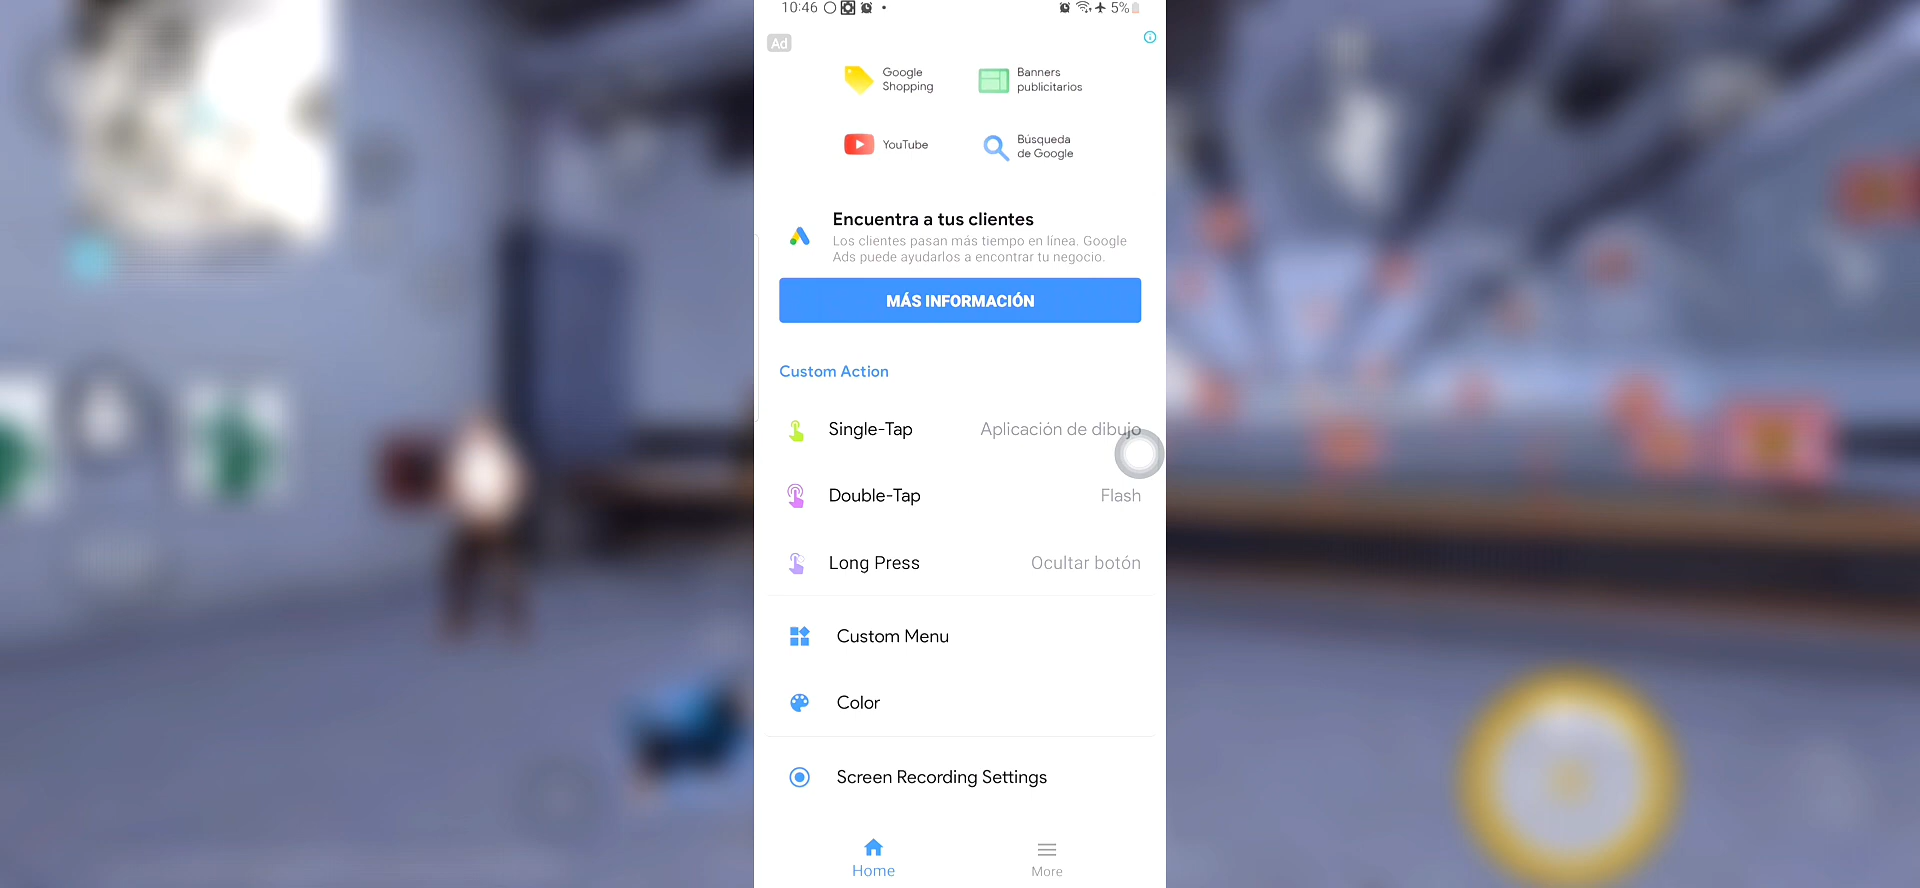 10:46
5%
Ad
Google
Shopping
Banners
publicitarios
YouTube
Búsqueda
de Google
Encuentra a tus clientes
Los clientes pasan más tiempo en línea. Google
Ads puede ayudarlos a encontrar tu negocio.
MÁS INFORMACIÓN
Custom Action
Single-Tap Aplicación de dibujo
Double-Tap Flash
Long Press Ocultar botón
Custom Menu
Color
Screen Recording Settings
Home
More